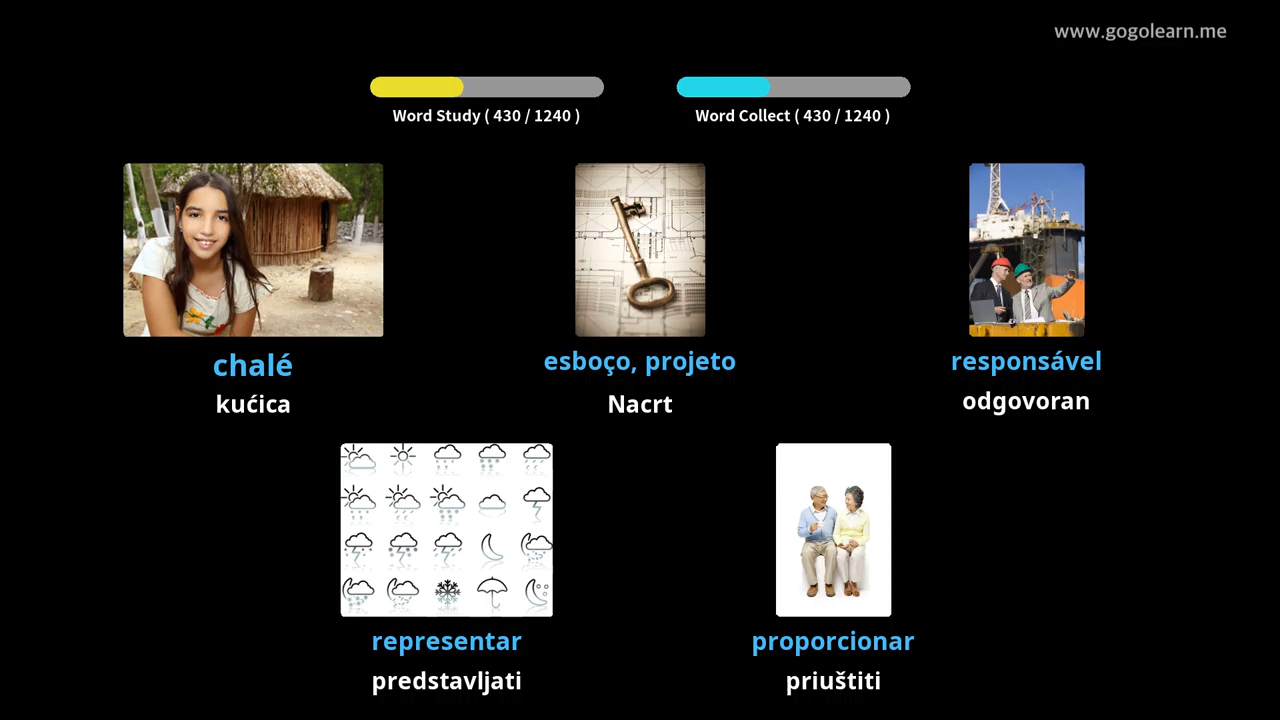 www.gogolearn.me
Word Study ( 430 / 1240 )
Word Collect ( 430 / 1240 )
chalé
kućica
esboço, projeto
Nacrt
responsável
odgovoran
representar
predstavljati
proporcionar
priuštiti